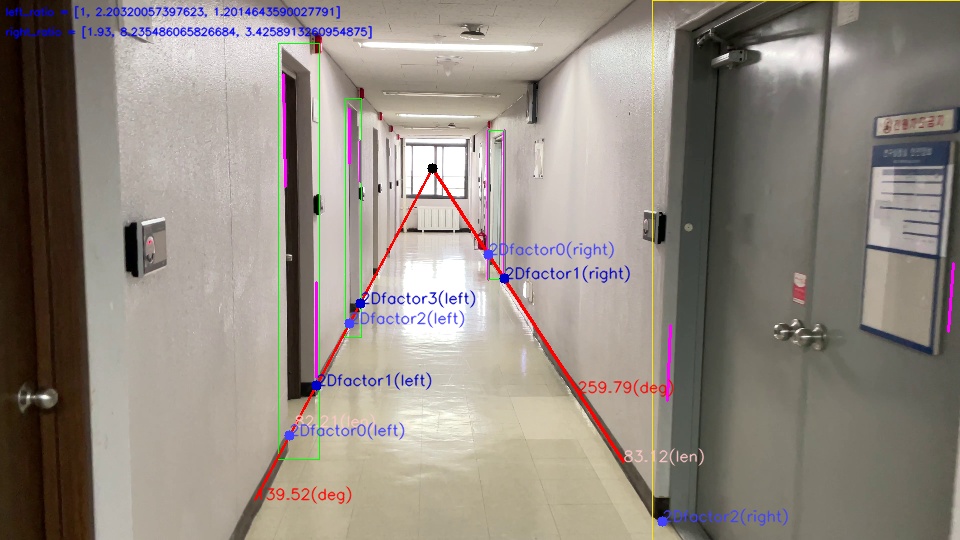 left_ratio = [1, 2.20320057397623, 1.2014643590027791]
right_ratio = [1.93, 8.235486065826684, 3.4258913260954875]
2Dfactor0(right)
2Dfactor1(right)
2Dfactor3(left)
2Dfactor2(left)
2Dfactor1(left)
259.79(deg)
2Dfactor0(left)
83.12(len)
39.52(deg)
2Dfactor2(right)